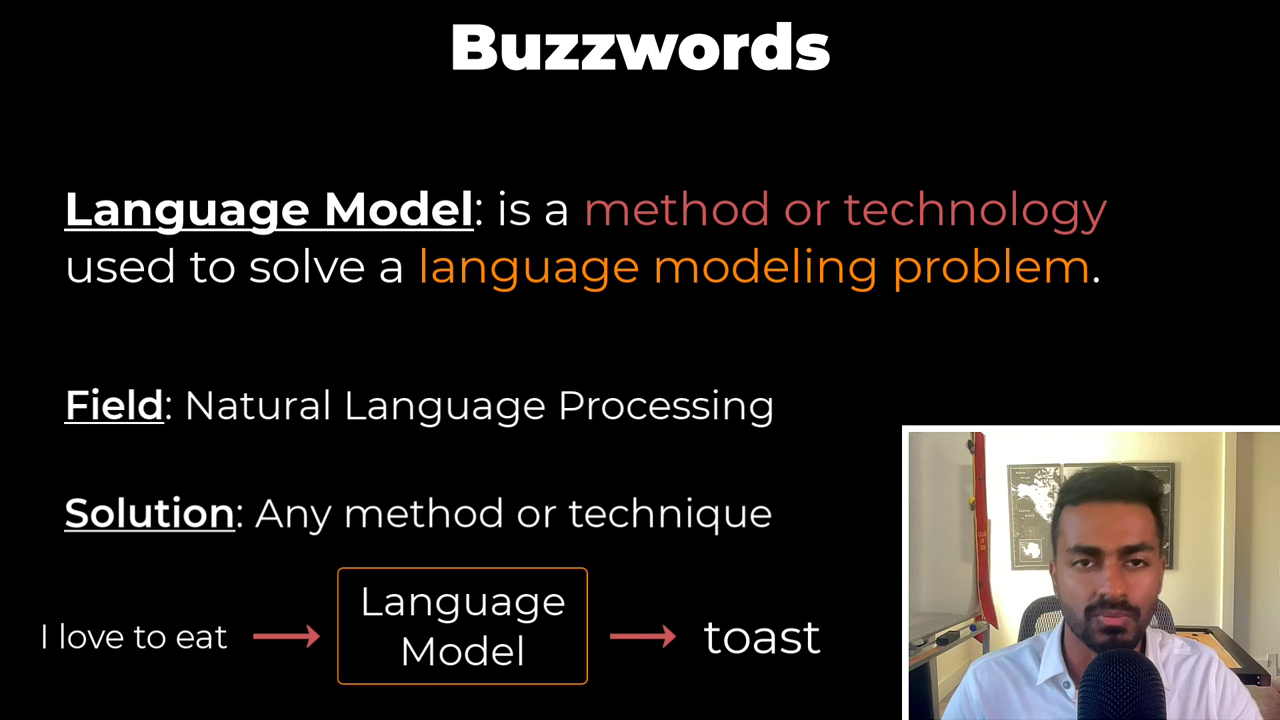 Buzzwords
Language Model: is a method or technology
used to solve a language modeling problem.
Field: Natural Language Processing
Solution: Any method or technique
I love to eat → Language Model → toast